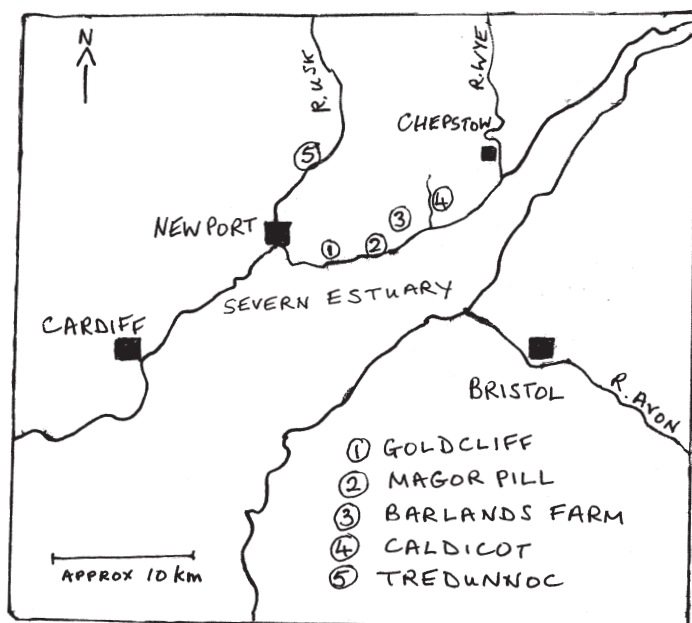 N
R. USK
R. WYE
CHEPSTOW
5
4
3
NEWPORT
1
2
SEVERN ESTUARY
CARDIFF
BRISTOL
R. AVON
1 GOLDCLIFF
2 MAGOR PILL
3 BARLANDS FARM
4 CALDICOT
5 TREDUNNOC
APPROX 10 km